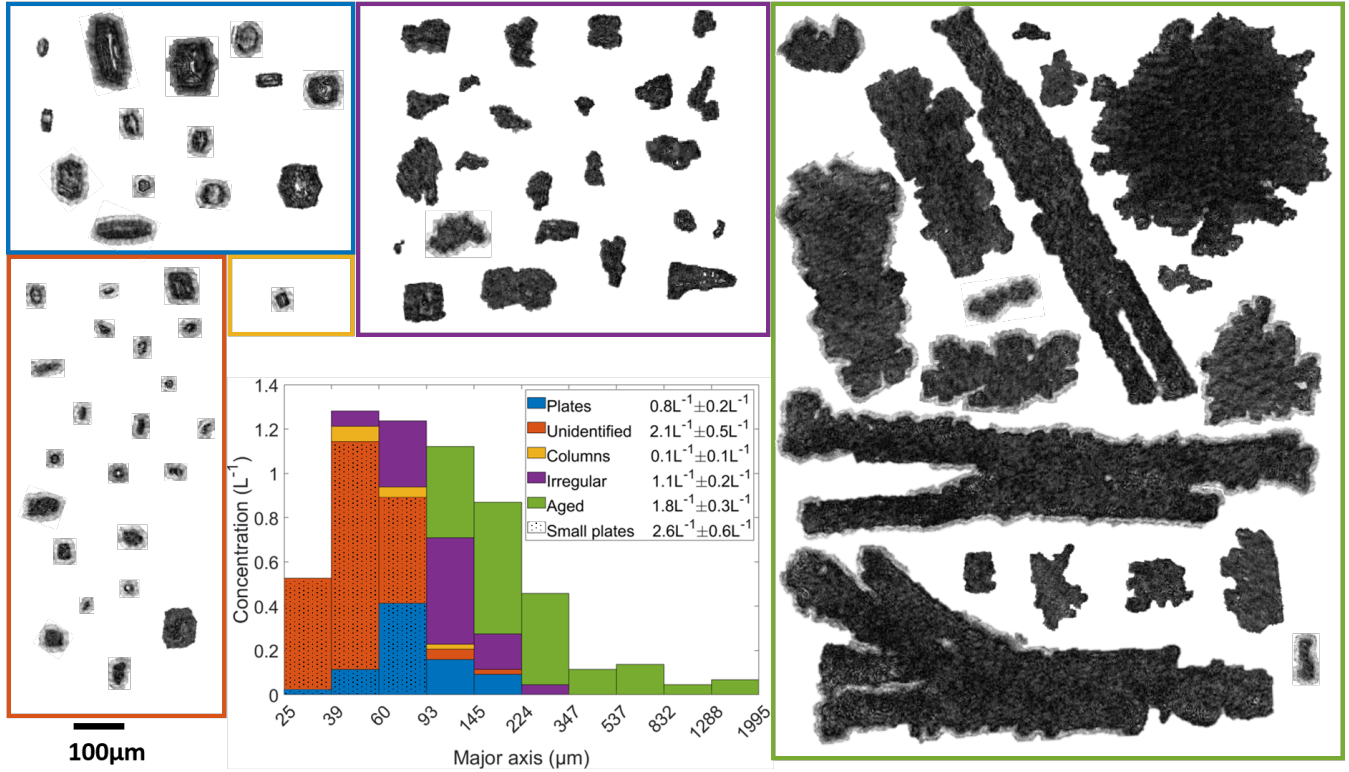 1.4
1.2
1
0.8
0.6
0.4
0.2
0
Concentration (L⁻¹)
Plates 0.8L⁻¹±0.2L⁻¹
Unidentified 2.1L⁻¹±0.5L⁻¹
Columns 0.1L⁻¹±0.1L⁻¹
Irregular 1.1L⁻¹±0.2L⁻¹
Aged 1.8L⁻¹±0.3L⁻¹
Small plates 2.6L⁻¹±0.6L⁻¹
25 39 60 93 145 224 347 537 832 1288 1995
Major axis (μm)
100μm